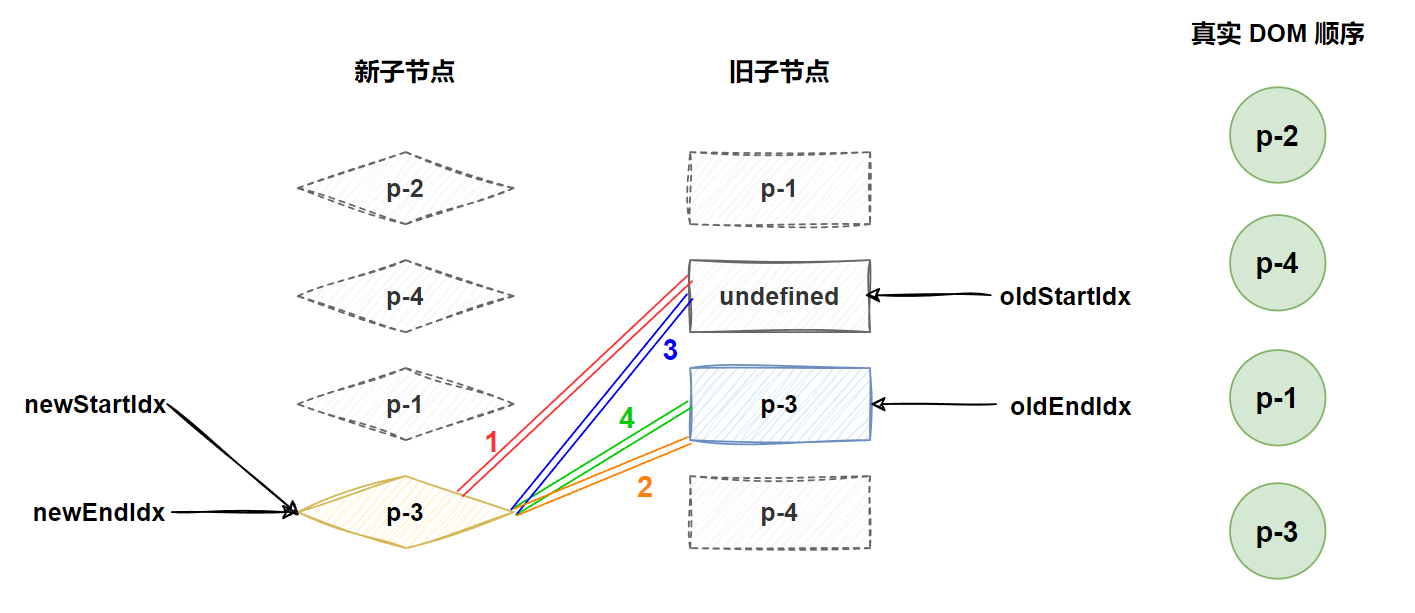 真实 DOM 顺序
新子节点
旧子节点
p-2
p-1
p-2
p-4
undefined
oldStartIdx
p-4
3
newStartIdx
p-1
4
p-3
oldEndIdx
p-1
1
2
newEndIdx
p-3
p-4
p-3